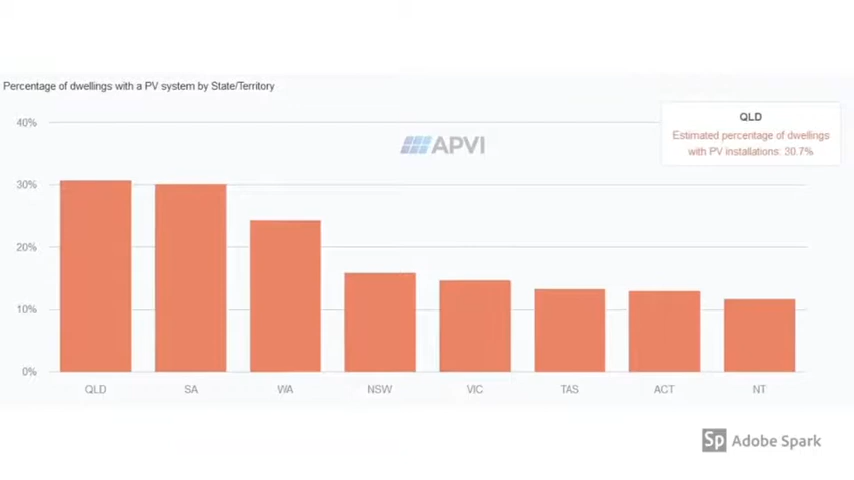 Percentage of dwellings with a PV system by State/Territory
QLD
Estimated percentage of dwellings
with PV installations: 30.7%
APVI
40%
30%
20%
10%
0%
QLD SA WA NSW VIC TAS ACT NT
Sp Adobe Spark